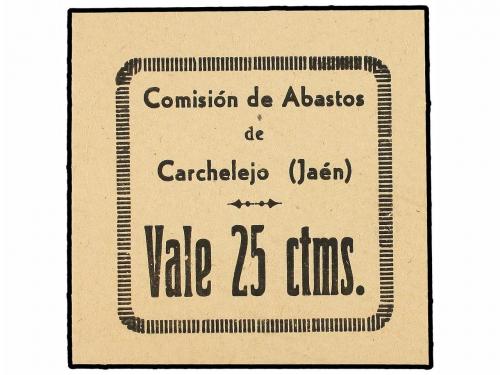 Comisión de Abastos
de
Carchelejo (Jaén)
Vale 25 ctms.